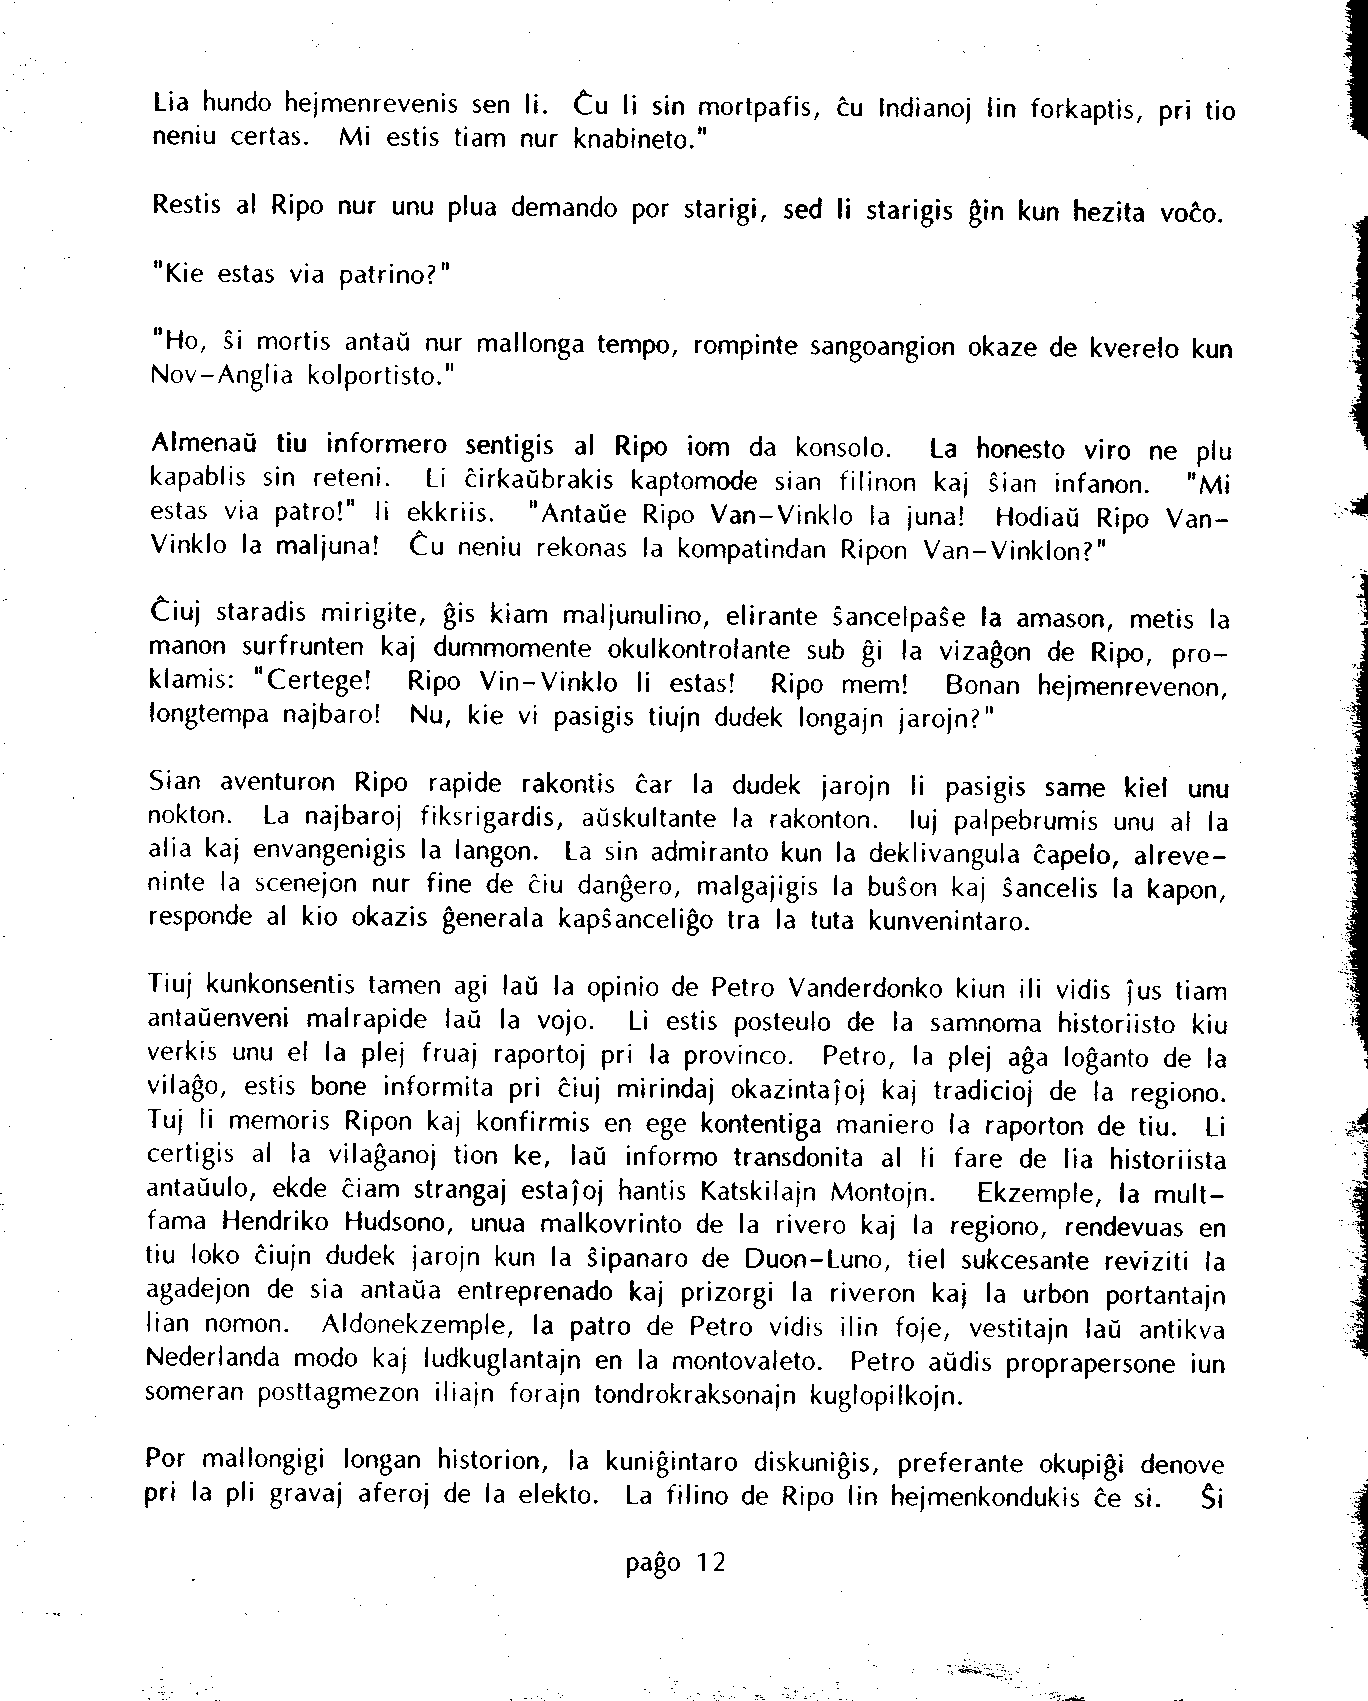 Lia hundo hejmenrevenis sen li. Ĉu li sin mortpafis, ĉu Indianoj lin forkaptis, pri tio
neniu certas. Mi estis tiam nur knabineto."
Restis al Ripo nur unu plua demando por starigi, sed li starigis ĝin kun hezita voĉo.
"Kie estas via patrino?"
"Ho, ŝi mortis antaŭ nur mallonga tempo, rompinte sangoangion okaze de kverelo kun
Nov-Anglia kolportisto."
Almenaŭ tiu informero sentigis al Ripo iom da konsolo. La honesto viro ne plu
kapablis sin reteni. Li ĉirkaŭbrakis kaptomode sian filinon kaj ŝian infanon. "Mi
estas via patro!" li ekkriis. "Antaŭe Ripo Van-Vinklo la juna! Hodiaŭ Ripo Van-
Vinklo la maljuna! Ĉu neniu rekonas la kompatindan Ripon Van-Vinklon?"
Ĉiuj staradis mirigite, ĝis kiam maljunulino, elirante ŝancelpaŝe la amason, metis la
manon surfrunten kaj dummomente okulkontrolante sub ĝi la vizaĝon de Ripo, pro-
klamis: "Certege! Ripo Vin-Vinklo li estas! Ripo mem! Bonan hejmenrevenon,
longtempa najbaro! Nu, kie vi pasigis tiujn dudek longajn jarojn?"
Sian aventuron Ripo rapide rakontis ĉar la dudek jarojn li pasigis same kiel unu
nokton. La najbaroj fiksrigardis, aŭskultante la rakonton. Iuj palpebrumis unu al la
alia kaj envangenigis la langon. La sin admiranto kun la deklivangula ĉapelo, alreve-
ninte la scenejon nur fine de ĉiu danĝero, malgajigis la buŝon kaj ŝancelis la kapon,
responde al kio okazis ĝenerala kapŝanceliĝo tra la tuta kunvenintaro.
Tiuj kunkonsentis tamen agi laŭ la opinio de Petro Vanderdonko kiun ili vidis ĵus tiam
antaŭenveni malrapide laŭ la vojo. Li estis posteulo de la samnoma historiisto kiu
verkis unu el la plej fruaj raportoj pri la provinco. Petro, la plej aĝa loĝanto de la
vilaĝo, estis bone informita pri ĉiuj mirindaj okazintaĵoj kaj tradicioj de la regiono.
Tuj li memoris Ripon kaj konfirmis en ege kontentiga maniero la raporton de tiu. Li
certigis al la vilaĝanoj tion ke, laŭ informo transdonita al li fare de lia historiista
antaŭulo, ekde ĉiam strangaj estaĵoj hantis Katskilajn Montojn. Ekzemple, la mult-
fama Hendriko Hudsono, unua malkovrinto de la rivero kaj la regiono, rendevuas en
tiu loko ĉiujn dudek jarojn kun la ŝipanaro de Duon-Luno, tiel sukcesante reviziti la
agadejon de sia antaŭa entreprenado kaj prizorgi la riveron kaj la urbon portantajn
lian nomon. Aldonekzemple, la patro de Petro vidis ilin foje, vestitajn laŭ antikva
Nederlanda modo kaj ludkuglantajn en la montovaleto. Petro aŭdis proprapersone iun
someran posttagmezon iliajn forajn tondrokraksonajn kuglopilkojn.
Por mallongigi longan historion, la kuniĝintaro diskuniĝis, preferante okupiĝi denove
pri la pli gravaj aferoj de la elekto. La filino de Ripo lin hejmenkondukis ĉe si. Ŝi
paĝo 12